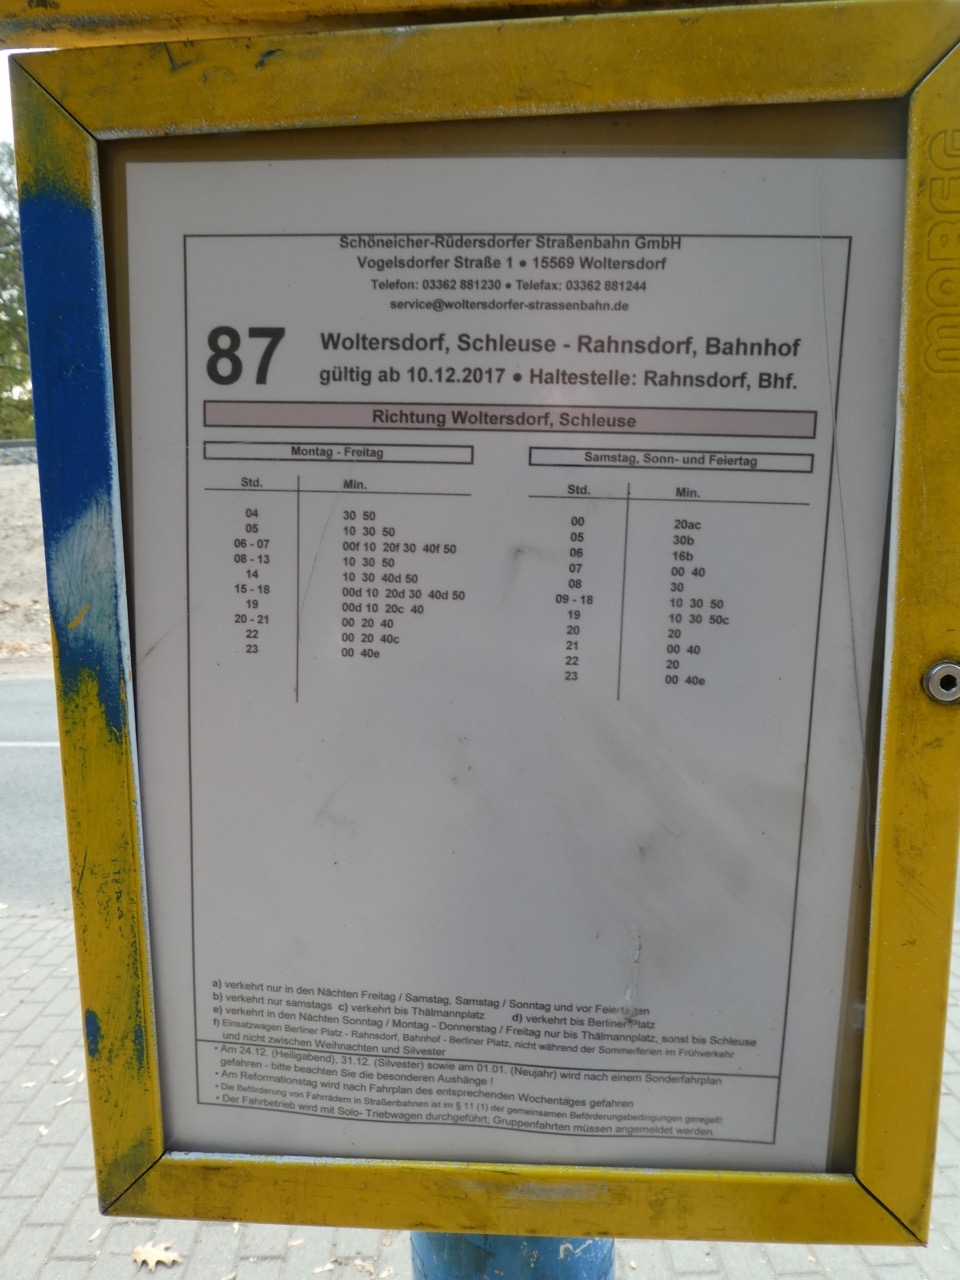 Schöneicher-Rüdersdorfer Straßenbahn GmbH
Vogelsdorfer Straße 1 • 15569 Woltersdorf
Telefon: 03362 881230 • Telefax: 03362 881244
service@woltersdorfer-strassenbahn.de
87 Woltersdorf, Schleuse - Rahnsdorf, Bahnhof
gültig ab 10.12.2017 • Haltestelle: Rahnsdorf, Bhf.
Richtung Woltersdorf, Schleuse
Montag - Freitag
Std. Min.
04 30 50
05 10 30 50
06 - 07 00f 10 20f 30 40f 50
08 - 13 10 30 50
14 10 30 40d 50
15 - 18 00d 10 20d 30 40d 50
19 00d 10 20c 40
20 - 21 00 20 40
22 00 20 40c
23 00 40e
Samstag, Sonn- und Feiertag
Std. Min.
00 20ac
05 30b
06 16b
07 00 40
08 30
09 - 18 10 30 50
19 10 30 50c
20 20
21 00 40
22 20
23 00 40e
a) verkehrt nur in den Nächten Freitag / Samstag, Samstag / Sonntag und vor Feiertagen
b) verkehrt nur samstags c) verkehrt bis Thälmannplatz d) verkehrt bis Berliner Platz
e) verkehrt in den Nächten Sonntag / Montag - Donnerstag / Freitag nur bis Thälmannplatz, sonst bis Schleuse
f) Einsatzwagen Berliner Platz - Rahnsdorf, Bahnhof - Berliner Platz, nicht während der Sommerferien im Frühverkehr
und nicht zwischen Weihnachten und Silvester
• Am 24.12. (Heiligabend), 31.12. (Silvester) sowie am 01.01. (Neujahr) wird nach einem Sonderfahrplan
gefahren - bitte beachten Sie die besonderen Aushänge !
• Am Reformationstag wird nach Fahrplan des entsprechenden Wochentages gefahren
• Die Beförderung von Fahrrädern in Straßenbahnen ist im § 11 (1) der gemeinsamen Beförderungsbedingungen geregelt!
• Der Fahrbetrieb wird mit Solo- Triebwagen durchgeführt; Gruppenfahrten müssen angemeldet werden.
MABEG